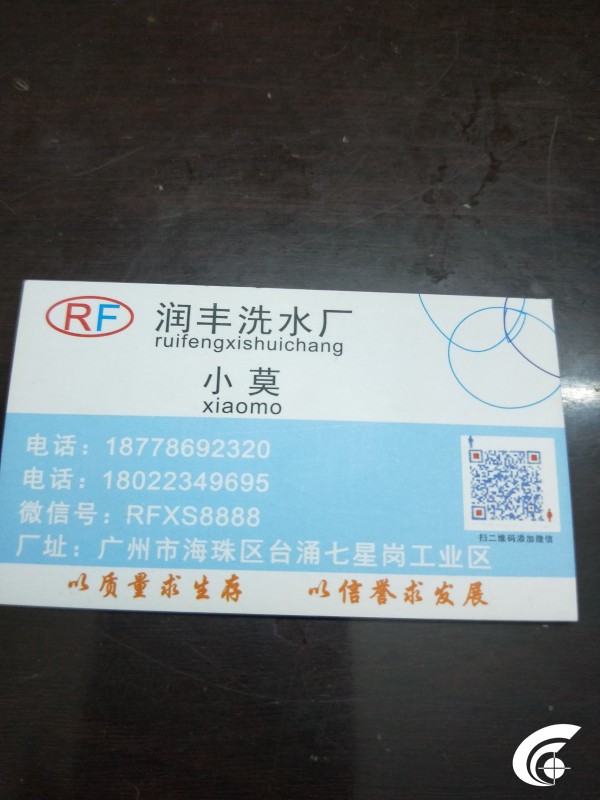 RF
润丰洗水厂
ruifengxishuichang
小莫
xiaomo
电话：18778692320
电话：18022349695
微信号：RFXS8888
厂址：广州市海珠区台涌七星岗工业区
扫二维码添加微信
以质量求生存 以信誉求发展